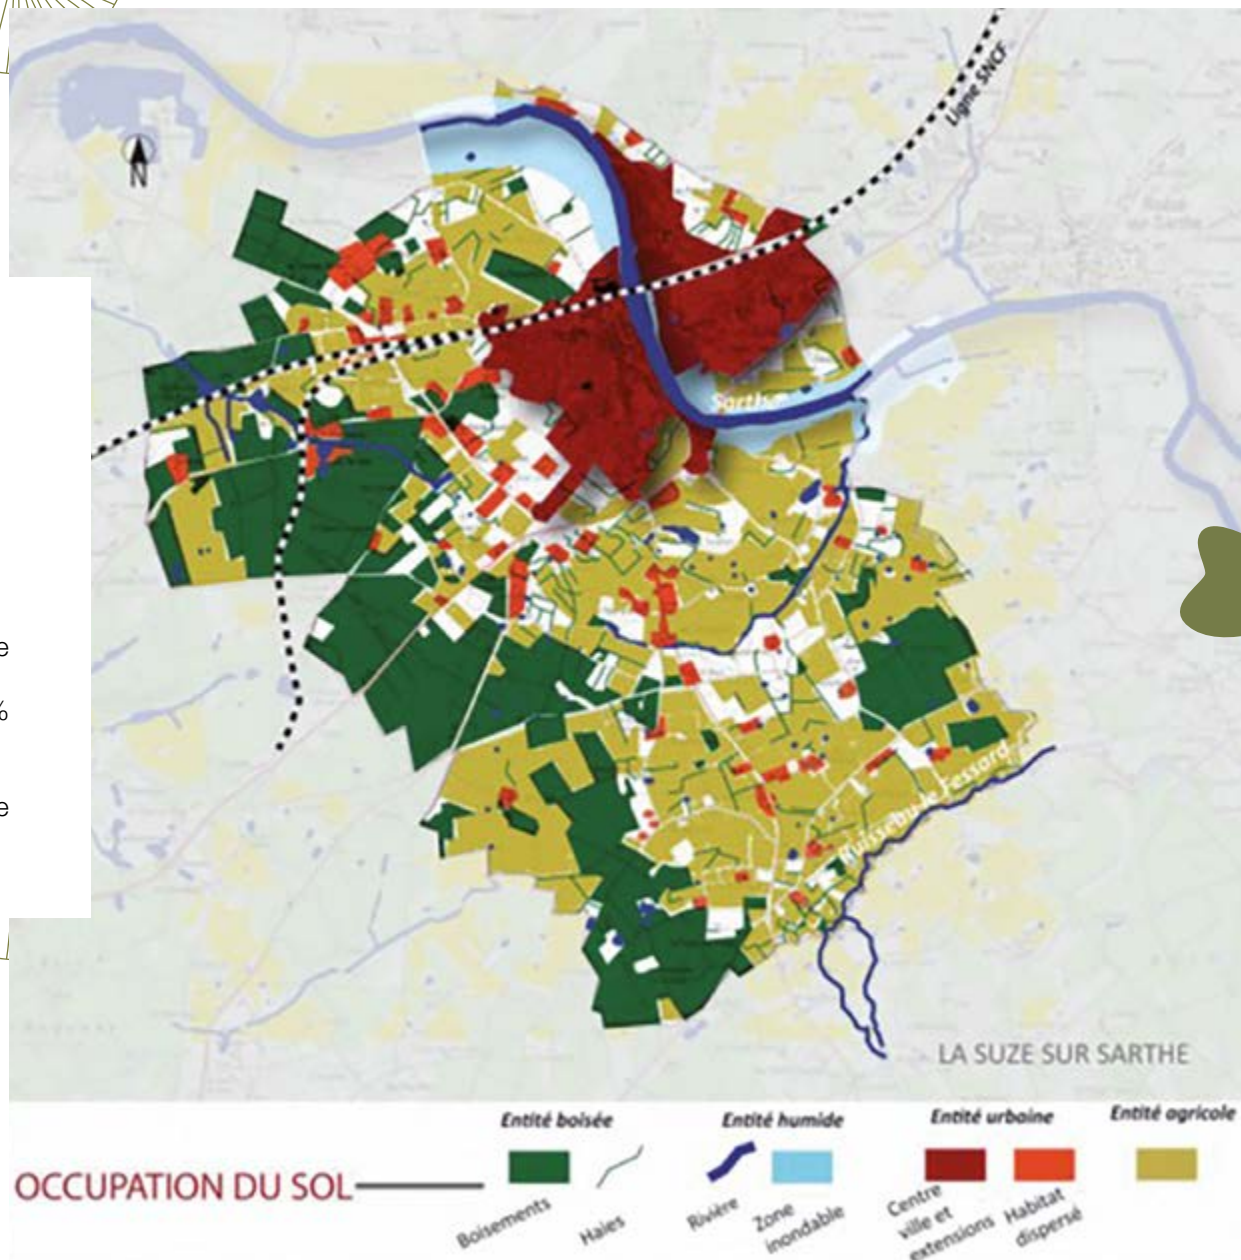 Ligne SNCF
N
Sarthe
e
%
e
Ruisseau le Fessard
LA SUZE SUR SARTHE
OCCUPATION DU SOL
Entité boisée
Boisements
Haies
Entité humide
Rivière
Zone
inondable
Entité urbaine
Centre
ville et
extensions
Habitat
dispersé
Entité agricole